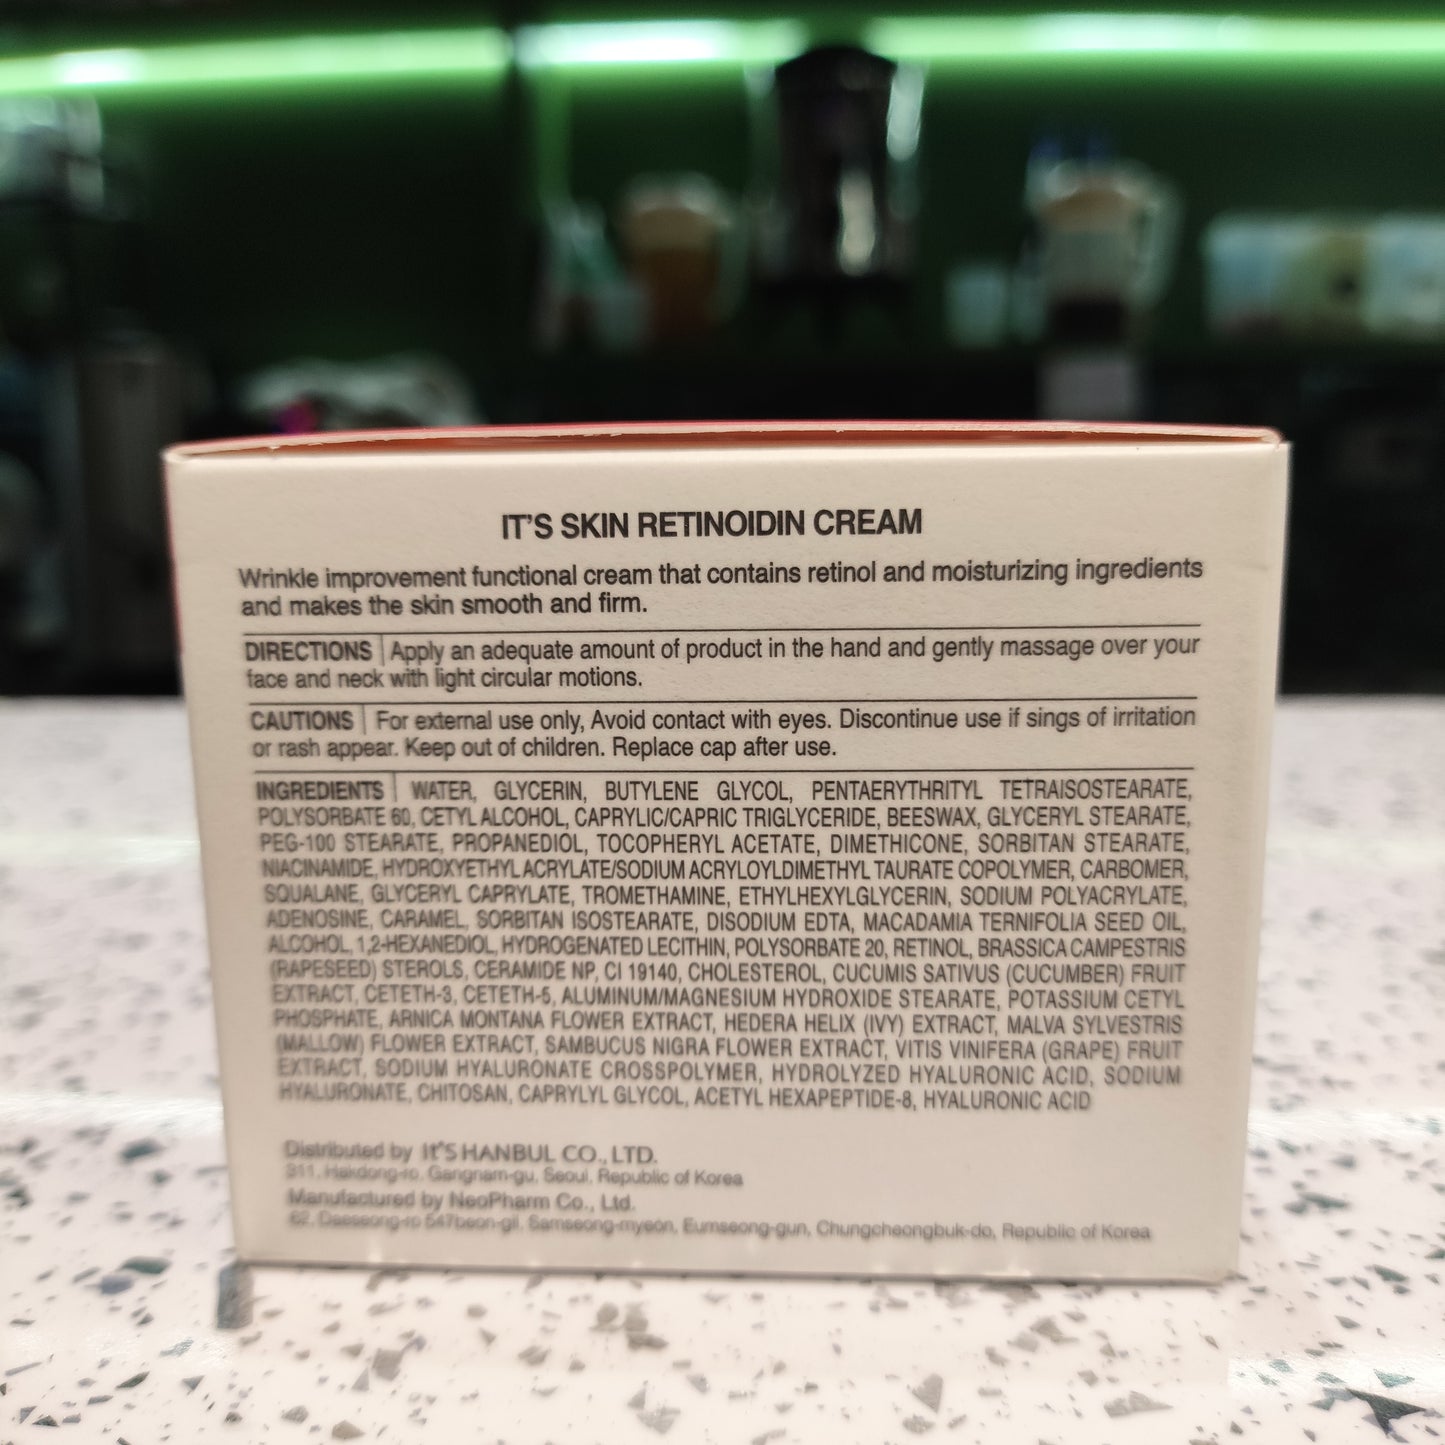 IT'S SKIN RETINOIDIN CREAM
Wrinkle improvement functional cream that contains retinol and moisturizing ingredients
and makes the skin smooth and firm.
DIRECTIONS | Apply an adequate amount of product in the hand and gently massage over your
face and neck with light circular motions.
CAUTIONS | For external use only, Avoid contact with eyes. Discontinue use if sings of irritation
or rash appear. Keep out of children. Replace cap after use.
INGREDIENTS | WATER, GLYCERIN, BUTYLENE GLYCOL, PENTAERYTHRITYL TETRAISOSTEARATE,
POLYSORBATE 60, CETYL ALCOHOL, CAPRYLIC/CAPRIC TRIGLYCERIDE, BEESWAX, GLYCERYL STEARATE,
PEG-100 STEARATE, PROPANEDIOL, TOCOPHERYL ACETATE, DIMETHICONE, SORBITAN STEARATE,
NIACINAMIDE, HYDROXYETHYL ACRYLATE/SODIUM ACRYLOYLDIMETHYL TAURATE COPOLYMER, CARBOMER,
SQUALANE, GLYCERYL CAPRYLATE, TROMETHAMINE, ETHYLHEXYLGLYCERIN, SODIUM POLYACRYLATE,
ADENOSINE, CARAMEL, SORBITAN ISOSTEARATE, DISODIUM EDTA, MACADAMIA TERNIFOLIA SEED OIL,
ALCOHOL, 1,2-HEXANEDIOL, HYDROGENATED LECITHIN, POLYSORBATE 20, RETINOL, BRASSICA CAMPESTRIS
(RAPESEED) STEROLS, CERAMIDE NP, CI 19140, CHOLESTEROL, CUCUMIS SATIVUS (CUCUMBER) FRUIT
EXTRACT, CETETH-3, CETETH-5, ALUMINUM/MAGNESIUM HYDROXIDE STEARATE, POTASSIUM CETYL
PHOSPHATE, ARNICA MONTANA FLOWER EXTRACT, HEDERA HELIX (IVY) EXTRACT, MALVA SYLVESTRIS
(MALLOW) FLOWER EXTRACT, SAMBUCUS NIGRA FLOWER EXTRACT, VITIS VINIFERA (GRAPE) FRUIT
EXTRACT, SODIUM HYALURONATE CROSSPOLYMER, HYDROLYZED HYALURONIC ACID, SODIUM
HYALURONATE, CHITOSAN, CAPRYLYL GLYCOL, ACETYL HEXAPEPTIDE-8, HYALURONIC ACID
Distributed by It'S HANBUL CO., LTD.
311, Hakdong-ro, Gangnam-gu, Seoul, Republic of Korea
Manufactured by NeoPharm Co., Ltd.
62, Daeseong-ro 547beon-gil, Samseong-myeon, Eumseong-gun, Chungcheongbuk-do, Republic of Korea